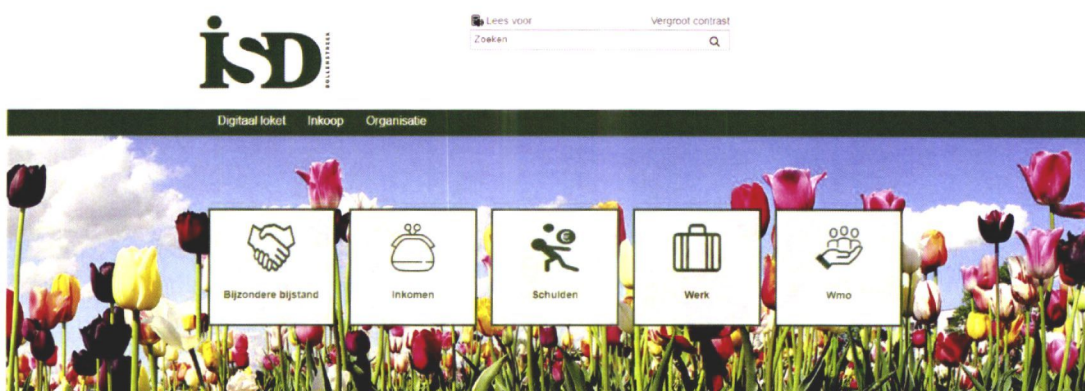 iSD
BOLLENSTREEK
Lees voor
Vergroot contrast
Zoeken
Digitaal loket
Inkoop
Organisatie
Bijzondere bijstand
Inkomen
Schulden
Werk
Wmo